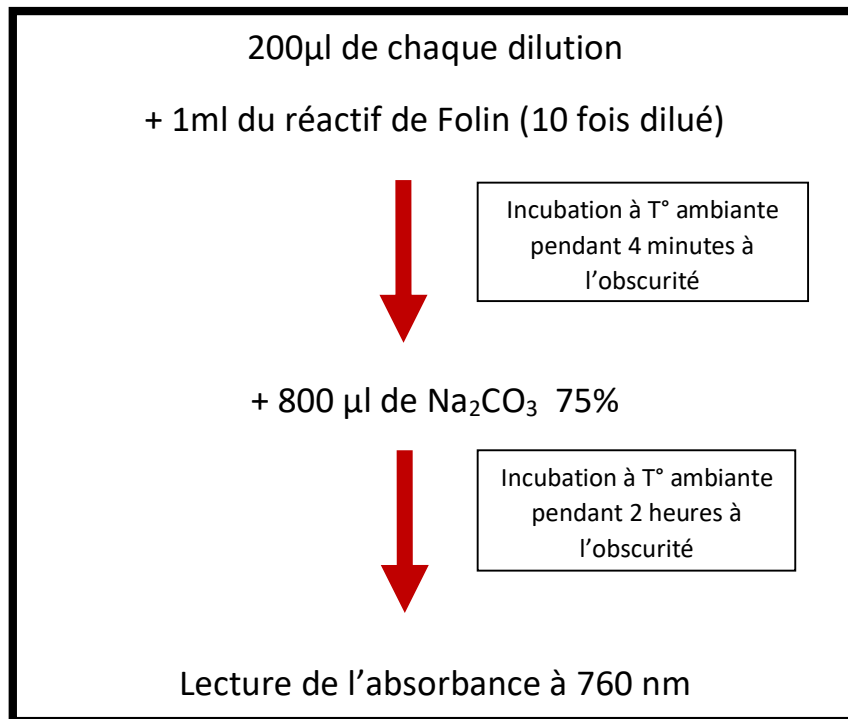 200µl de chaque dilution
+ 1ml du réactif de Folin (10 fois dilué)
Incubation à T° ambiante
pendant 4 minutes à
l’obscurité
+ 800 µl de Na₂CO₃ 75%
Incubation à T° ambiante
pendant 2 heures à
l’obscurité
Lecture de l’absorbance à 760 nm